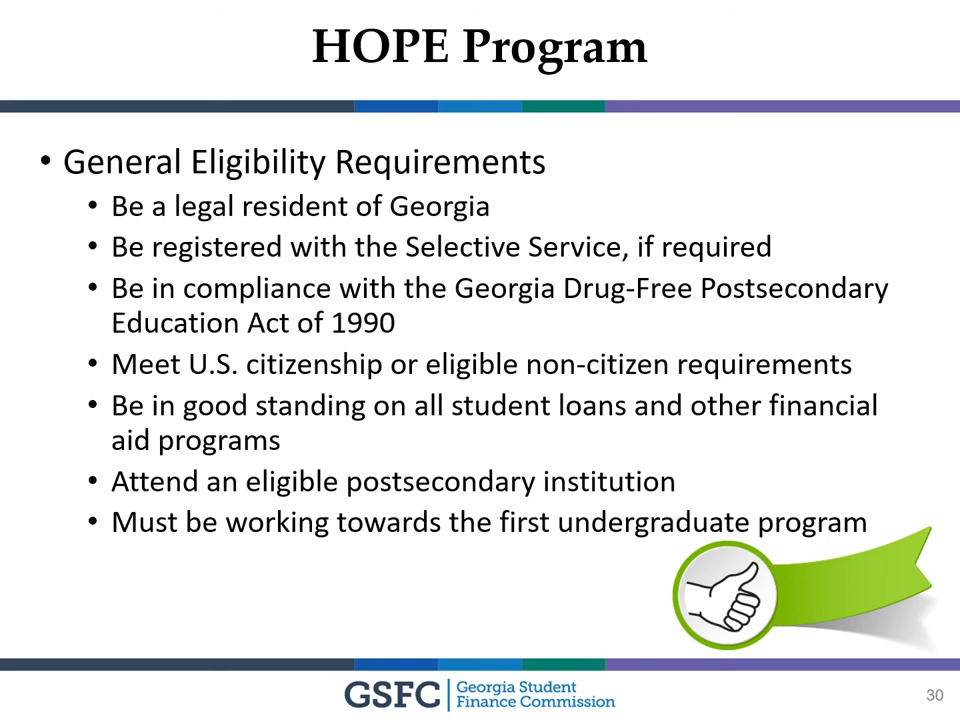 HOPE Program
• General Eligibility Requirements
• Be a legal resident of Georgia
• Be registered with the Selective Service, if required
• Be in compliance with the Georgia Drug-Free Postsecondary
Education Act of 1990
• Meet U.S. citizenship or eligible non-citizen requirements
• Be in good standing on all student loans and other financial
aid programs
• Attend an eligible postsecondary institution
• Must be working towards the first undergraduate program
GSFC | Georgia Student
Finance Commission
30